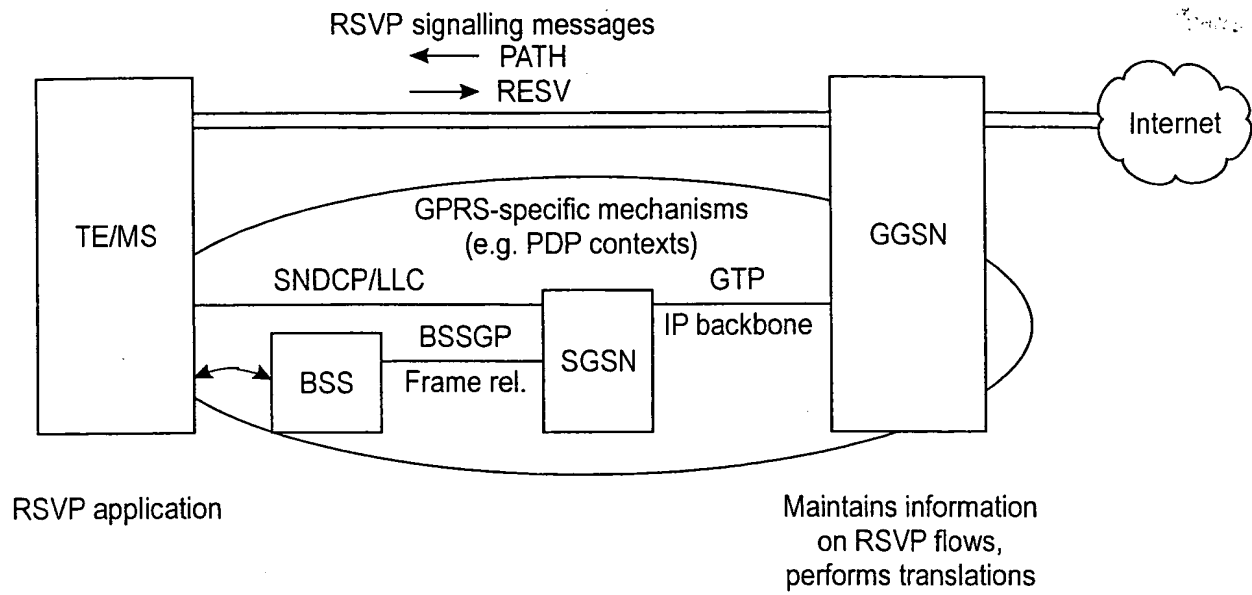 RSVP signalling messages
PATH
RESV
Internet
TE/MS
GPRS-specific mechanisms
(e.g. PDP contexts)
GGSN
SNDCP/LLC
GTP
IP backbone
BSSGP
SGSN
BSS
Frame rel.
RSVP application
Maintains information
on RSVP flows,
performs translations